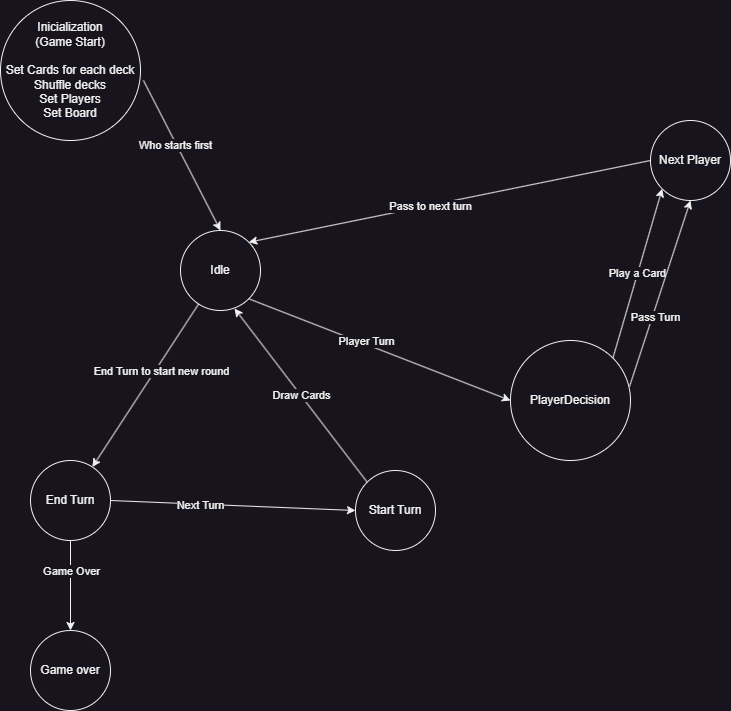 Inicialization
(Game Start)
Set Cards for each deck
Shuffle decks
Set Players
Set Board
Who starts first
Next Player
Pass to next turn
Idle
Play a Card
Pass Turn
Player Turn
End Turn to start new round
Draw Cards
PlayerDecision
End Turn
Next Turn
Start Turn
Game Over
Game over